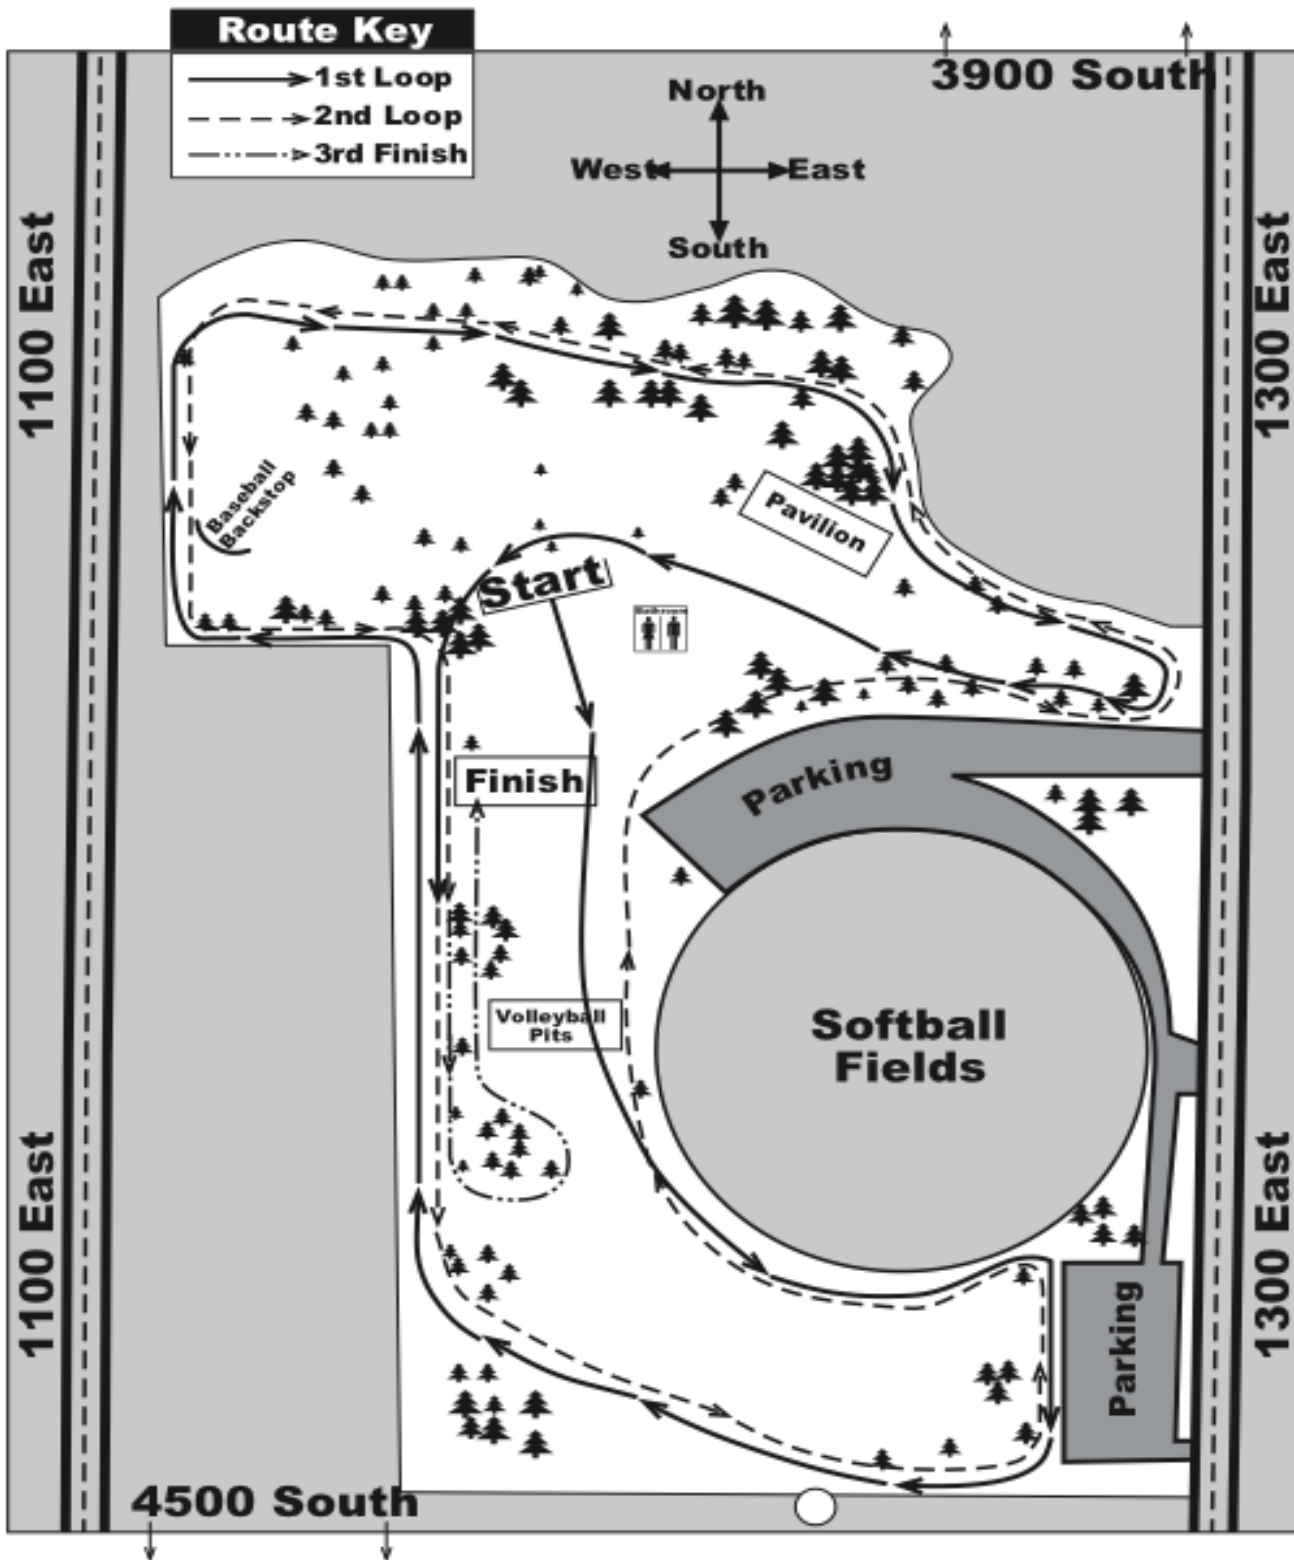 Route Key
1st Loop
2nd Loop
3rd Finish
3900 South
North
West
East
South
1100 East
1300 East
Baseball
Backstop
Pavilion
Start
Bathroom
Finish
Parking
Volleyball
Pits
Softball
Fields
1100 East
1300 East
Parking
4500 South